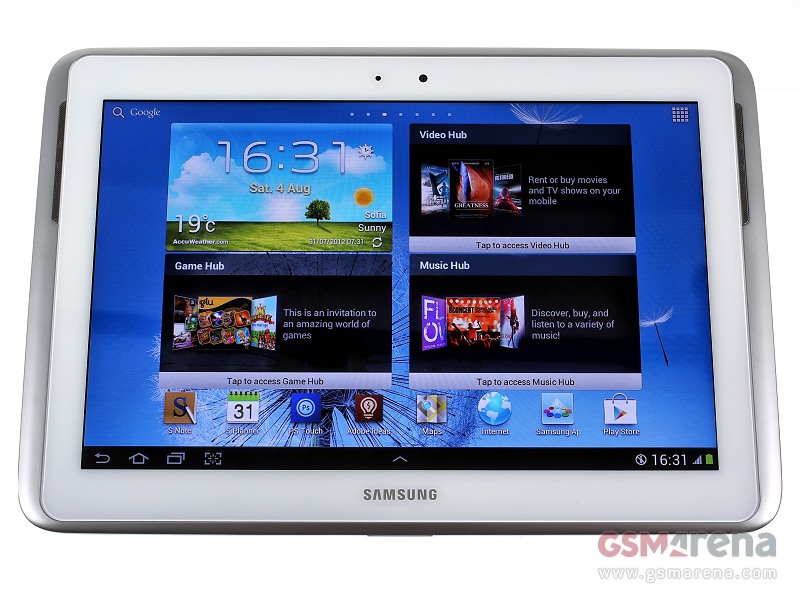 Google
16:31
Sat. 4 Aug
Sofia
19°c
Sunny
AccuWeather.com
31/07/2012 07:31
Video Hub
GREATNESS
Rent or buy movies
and TV shows on your
mobile
Tap to access Video Hub
Game Hub
glu
This is an invitation to
an amazing world of
games
Tap to access Game Hub
Music Hub
Discover, buy, and
listen to a variety of
music!
Tap to access Music Hub
S
31
Ps
S Note
S Planner
PS Touch
Adobe Ideas
Maps
Internet
Samsung Ap
Play Store
16:31
SAMSUNG
GSMArena
www.gsmarena.com